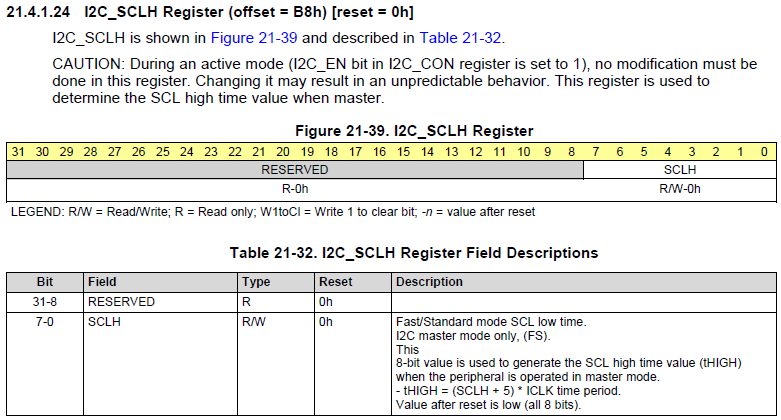 21.4.1.24 I2C_SCLH Register (offset = B8h) [reset = 0h]
I2C_SCLH is shown in Figure 21-39 and described in Table 21-32.
CAUTION: During an active mode (I2C_EN bit in I2C_CON register is set to 1), no modification must be
done in this register. Changing it may result in an unpredictable behavior. This register is used to
determine the SCL high time value when master.
Figure 21-39. I2C_SCLH Register
31 30 29 28 27 26 25 24 23 22 21 20 19 18 17 16 15 14 13 12 11 10 9 8 7 6 5 4 3 2 1 0
RESERVED SCLH
R-0h R/W-0h
LEGEND: R/W = Read/Write; R = Read only; W1toCl = Write 1 to clear bit; -n = value after reset
Table 21-32. I2C_SCLH Register Field Descriptions
Bit Field Type Reset Description
31-8 RESERVED R 0h
7-0 SCLH R/W 0h Fast/Standard mode SCL low time.
I2C master mode only, (FS).
This
8-bit value is used to generate the SCL high time value (tHIGH)
when the peripheral is operated in master mode.
- tHIGH = (SCLH + 5) * ICLK time period.
Value after reset is low (all 8 bits).